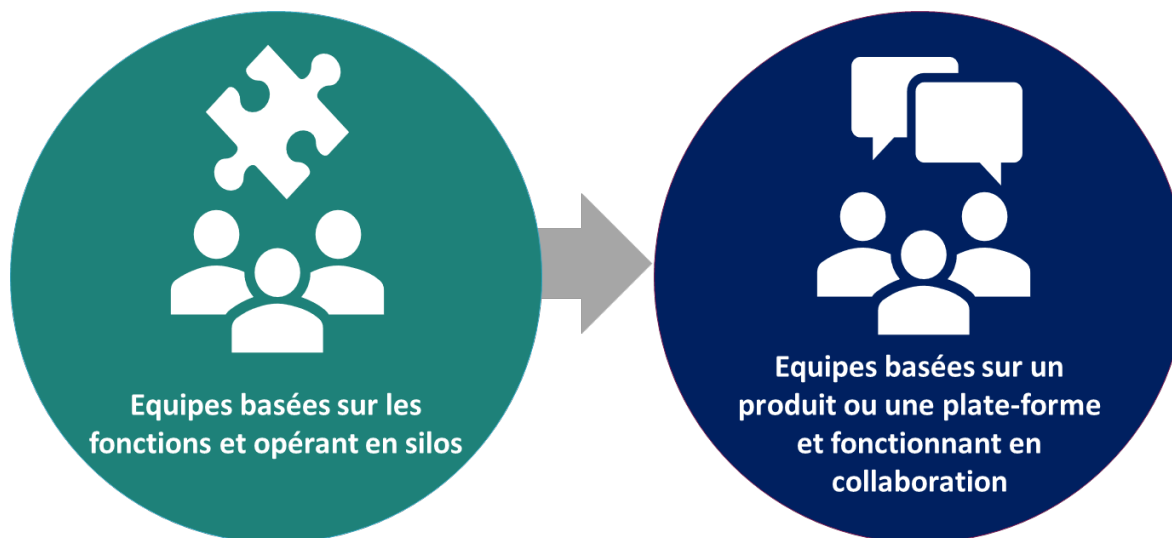 Equipes basées sur les
fonctions et opérant en silos
Equipes basées sur un
produit ou une plate-forme
et fonctionnant en
collaboration